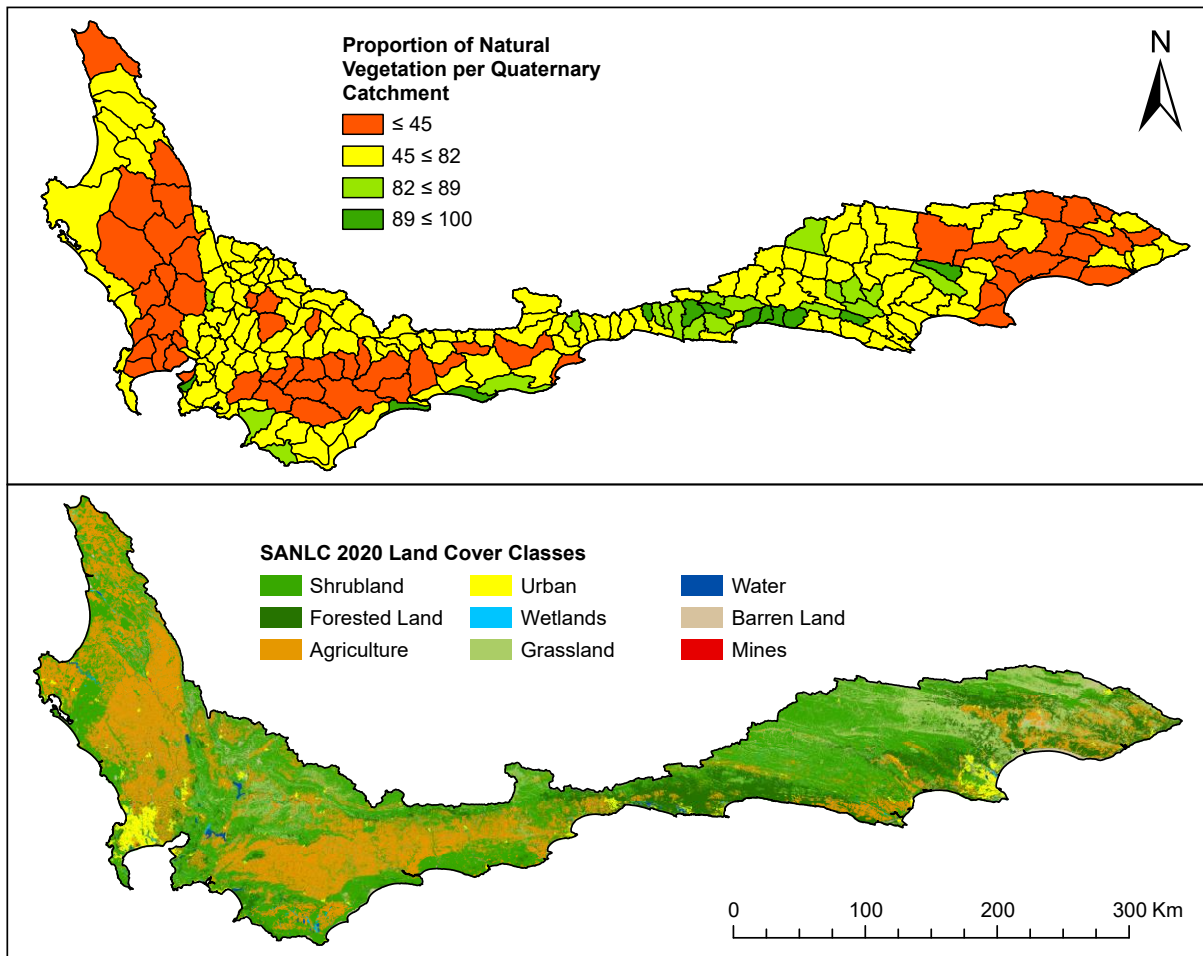 Proportion of Natural
Vegetation per Quaternary
Catchment
≤ 45
45 ≤ 82
82 ≤ 89
89 ≤ 100
N
SANLC 2020 Land Cover Classes
Shrubland Urban Water
Forested Land Wetlands Barren Land
Agriculture Grassland Mines
0 100 200 300 Km